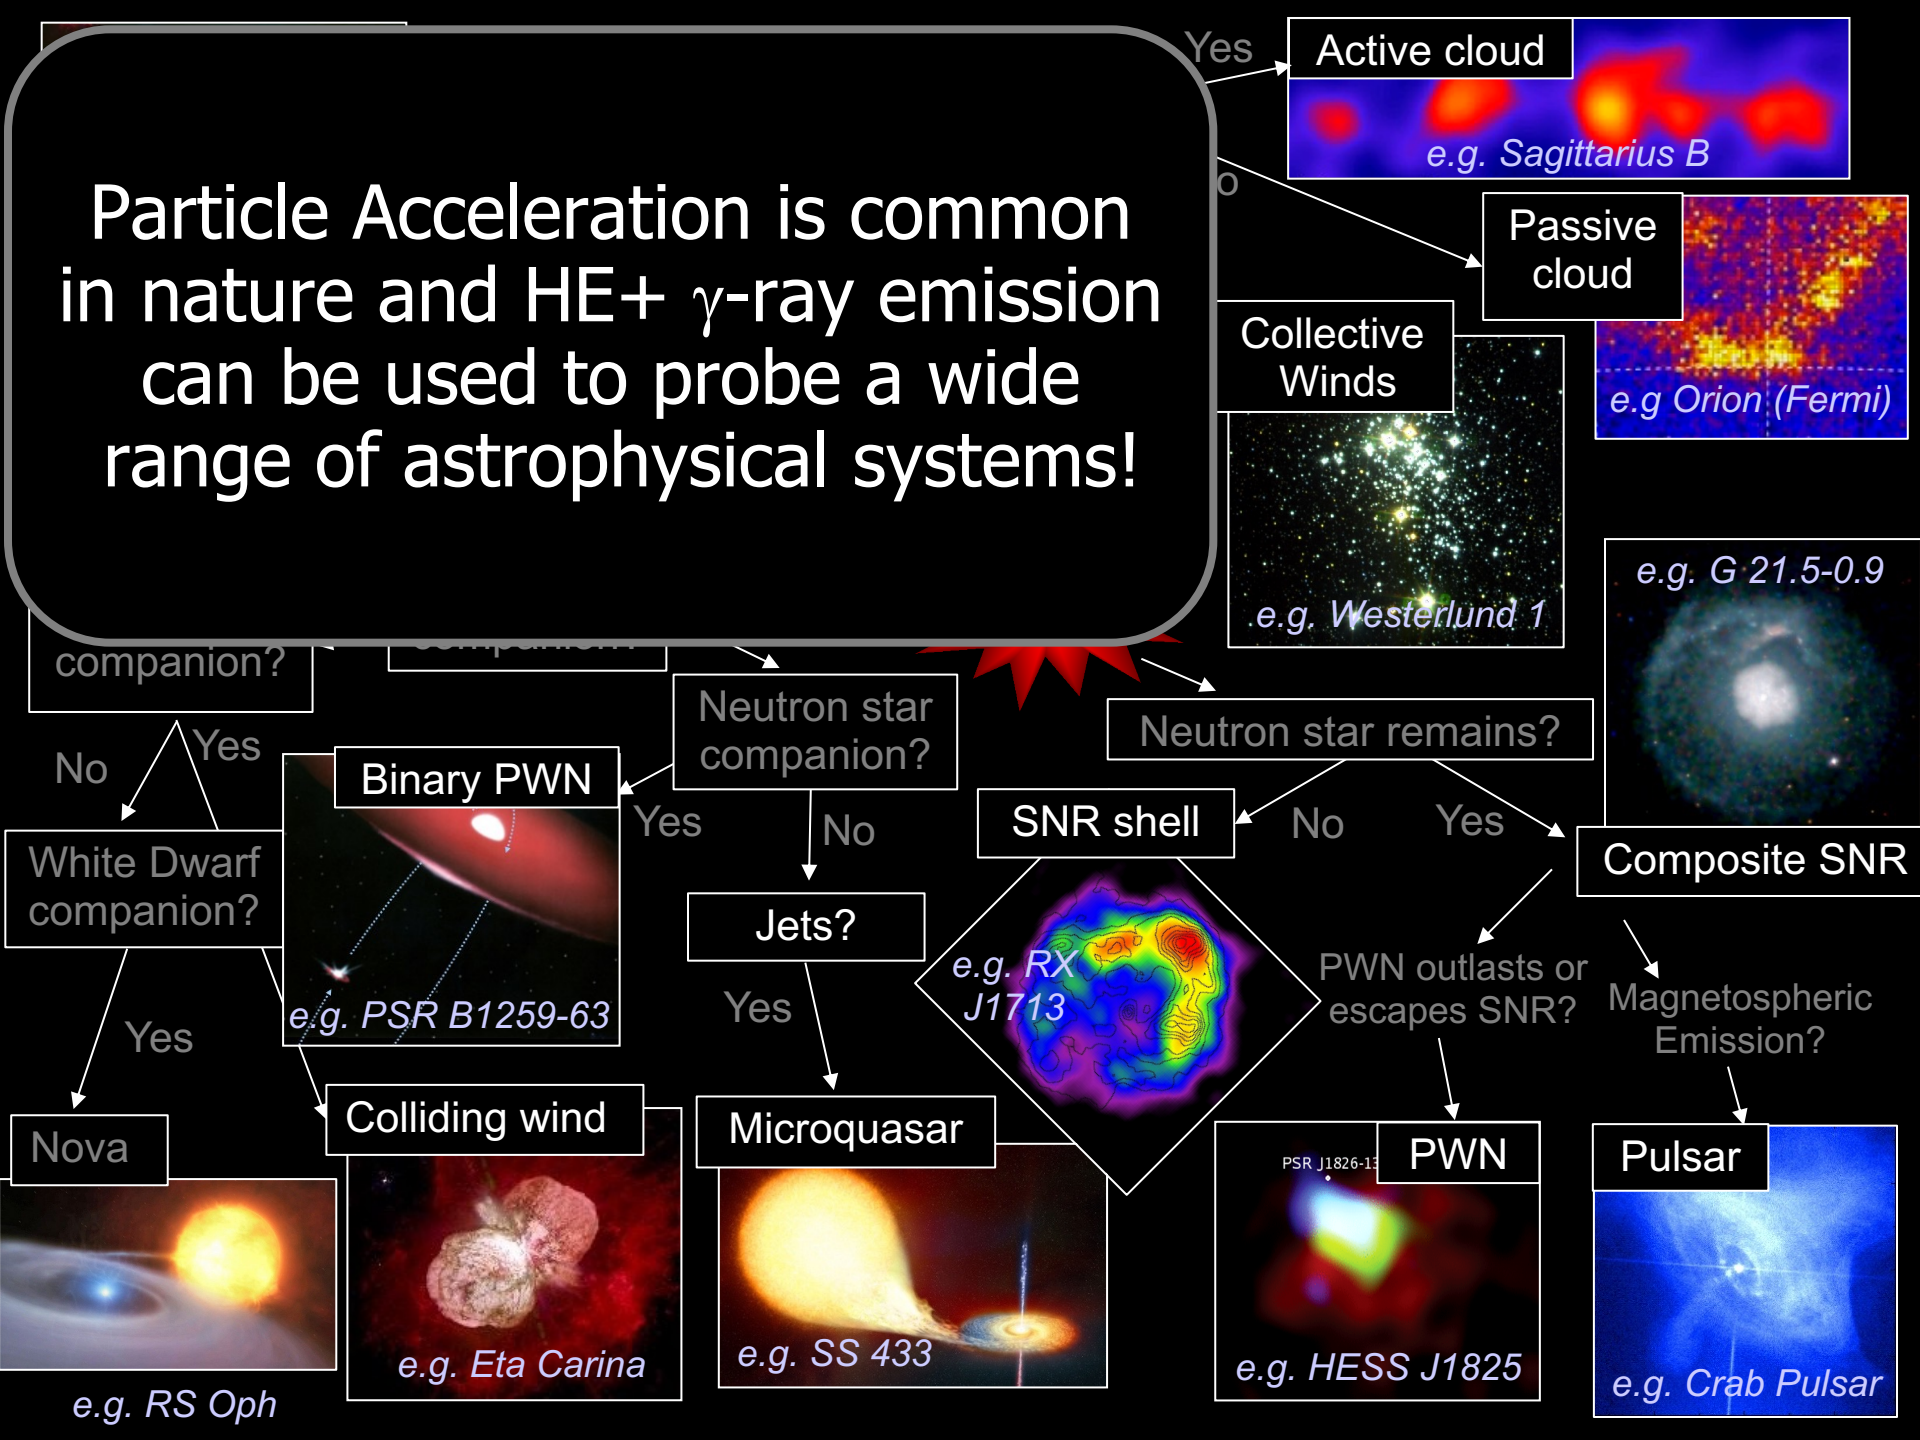 Yes
Active cloud
e.g. Sagittarius B
Particle Acceleration is common
in nature and HE+ γ-ray emission
can be used to probe a wide
range of astrophysical systems!
Passive
cloud
e.g Orion (Fermi)
Collective
Winds
e.g. Westerlund 1
e.g. G 21.5-0.9
companion?
companion?
Neutron star
companion?
Neutron star remains?
No
Yes
Binary PWN
Yes
No
SNR shell
No
Yes
Composite SNR
White Dwarf
companion?
Jets?
e.g. RX
J1713
PWN outlasts or
escapes SNR?
Magnetospheric
Emission?
e.g. PSR B1259-63
Yes
Yes
Nova
Colliding wind
Microquasar
PSR J1826-13
PWN
Pulsar
e.g. RS Oph
e.g. Eta Carina
e.g. SS 433
e.g. HESS J1825
e.g. Crab Pulsar